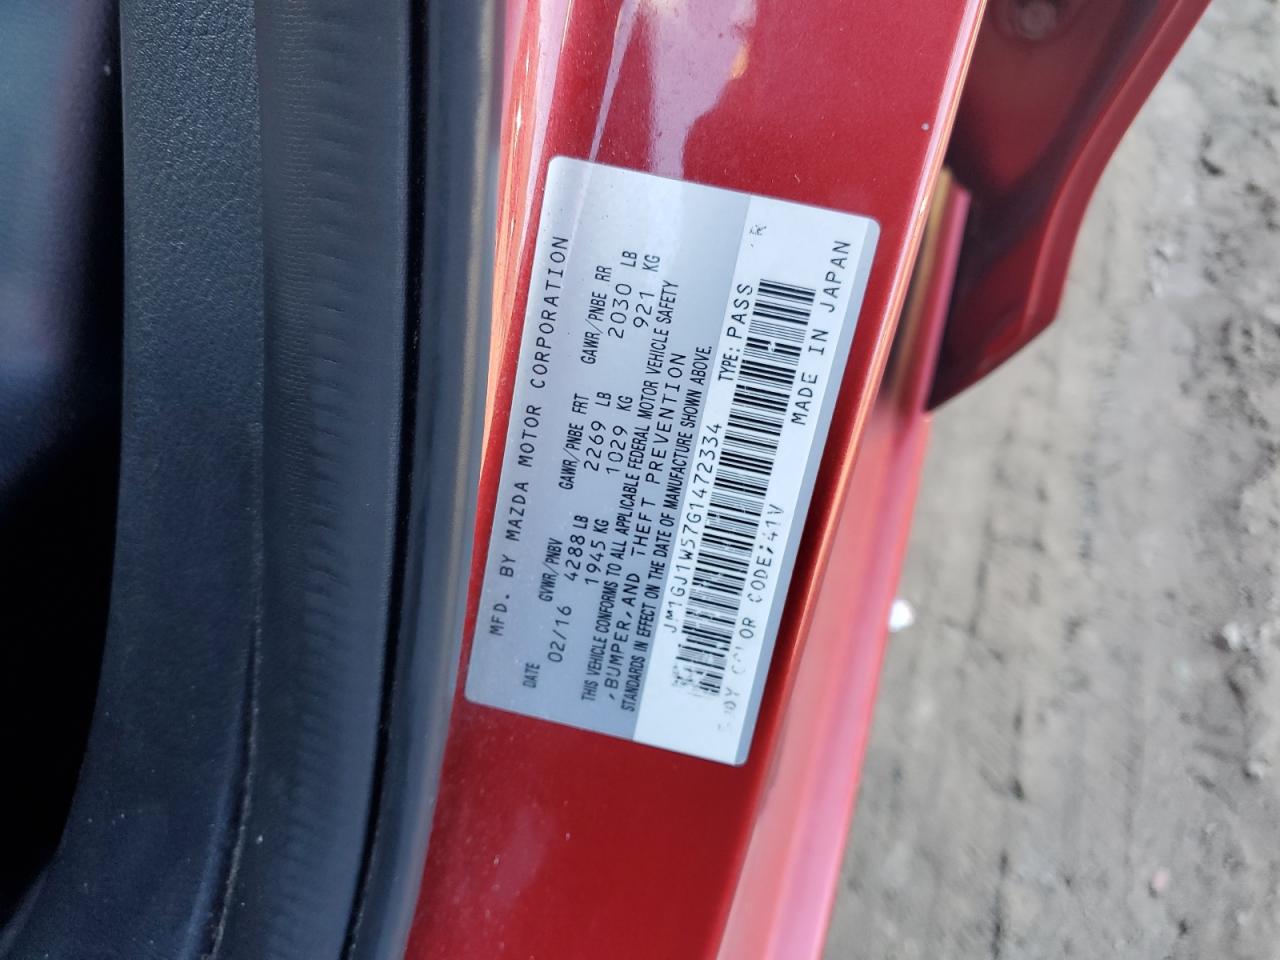 MFD. BY MAZDA MOTOR CORPORATION
DATE GVWR/PNBV GAWR/PNBE FRT GAWR/PNBE RR
02/16 4288 LB 2269 LB 2030 LB
1945 KG 1029 KG 921 KG
THIS VEHICLE CONFORMS TO ALL APPLICABLE FEDERAL MOTOR VEHICLE SAFETY
,BUMPER,AND THEFT PREVENTION
STANDARDS IN EFFECT ON THE DATE OF MANUFACTURE SHOWN ABOVE.
JM1GJ1W57G1472334 TYPE: PASS
COLOR CODE:41V
MADE IN JAPAN